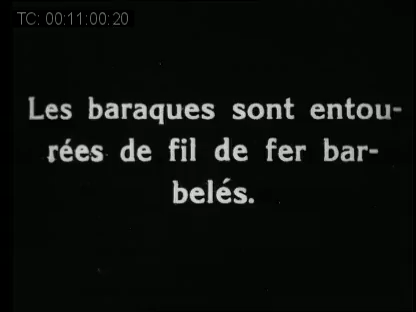 TC: 00:11:00:20
Les baraques sont entou-
rées de fil de fer bar-
belés.